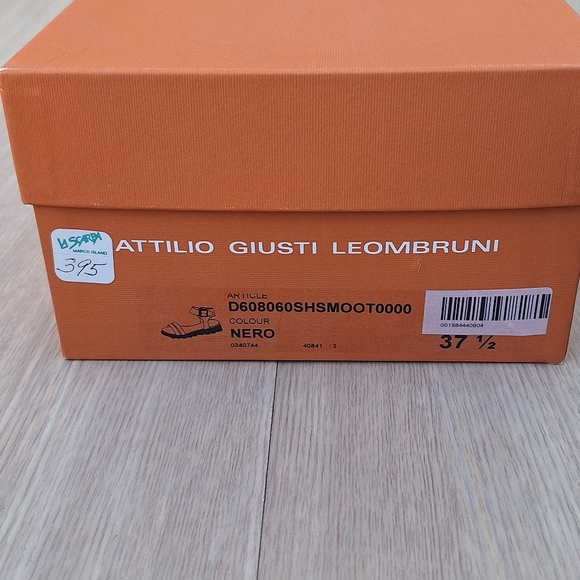 la SCARPA
MARCO ISLAND
395
ATTILIO GIUSTI LEOMBRUNI
ARTICLE
D608060SHSMOOT0000
COLOUR
NERO
0340744 40841 /3
001584440804
37 ½